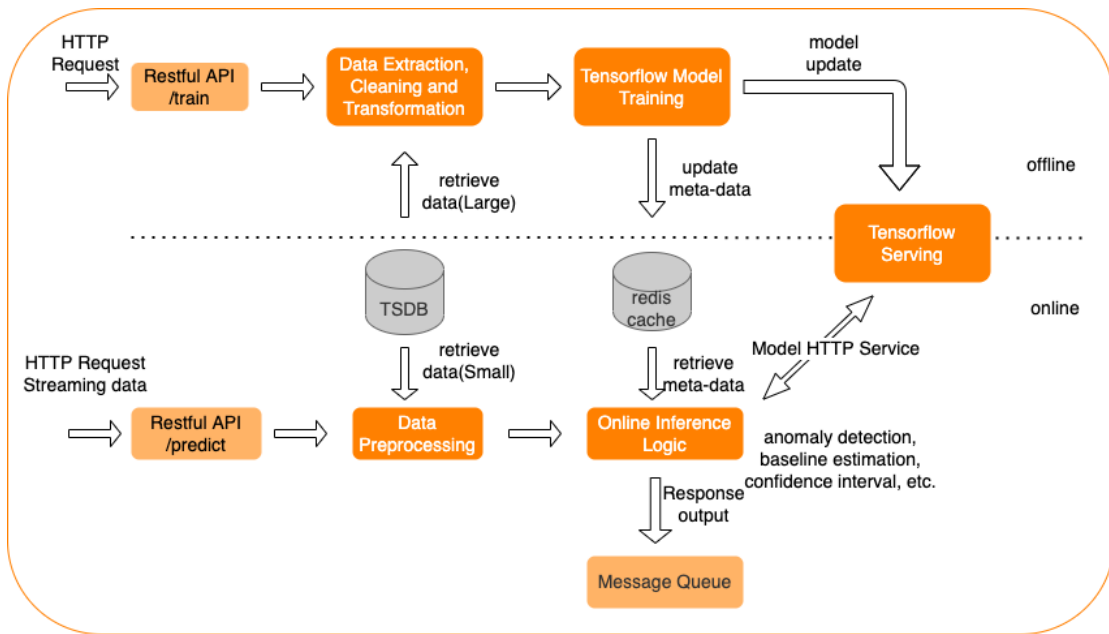 HTTP
Request
Restful API
/train
Data Extraction,
Cleaning and
Transformation
Tensorflow Model
Training
model
update
retrieve
data(Large)
update
meta-data
offline
Tensorflow
Serving
TSDB
redis
cache
online
HTTP Request
Streaming data
retrieve
data(Small)
retrieve
meta-data
Model HTTP Service
Restful API
/predict
Data
Preprocessing
Online Inference
Logic
anomaly detection,
baseline estimation,
confidence interval, etc.
Response
output
Message Queue